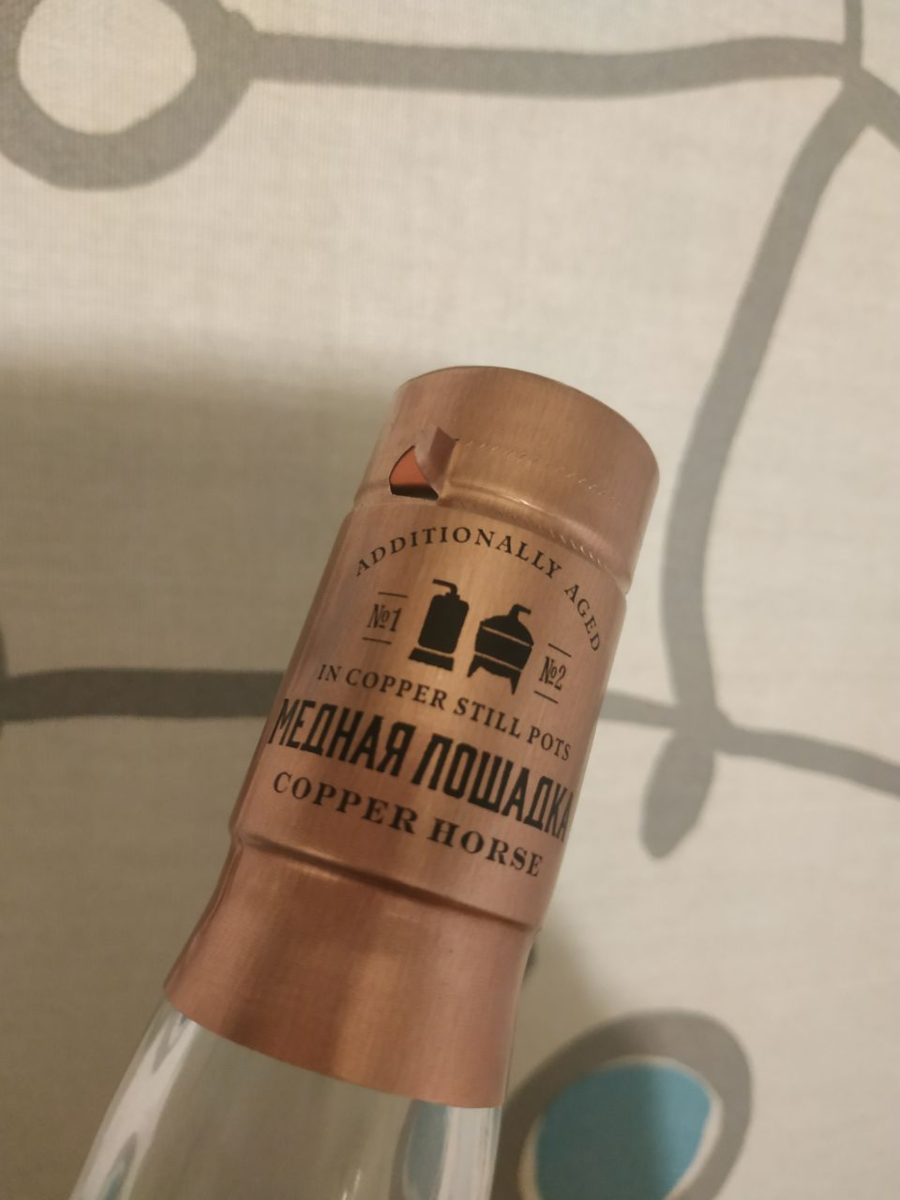 ADDITIONALLY AGED
№1
№2
IN COPPER STILL POTS
МЕДНАЯ ЛОШАДКА
COPPER HORSE